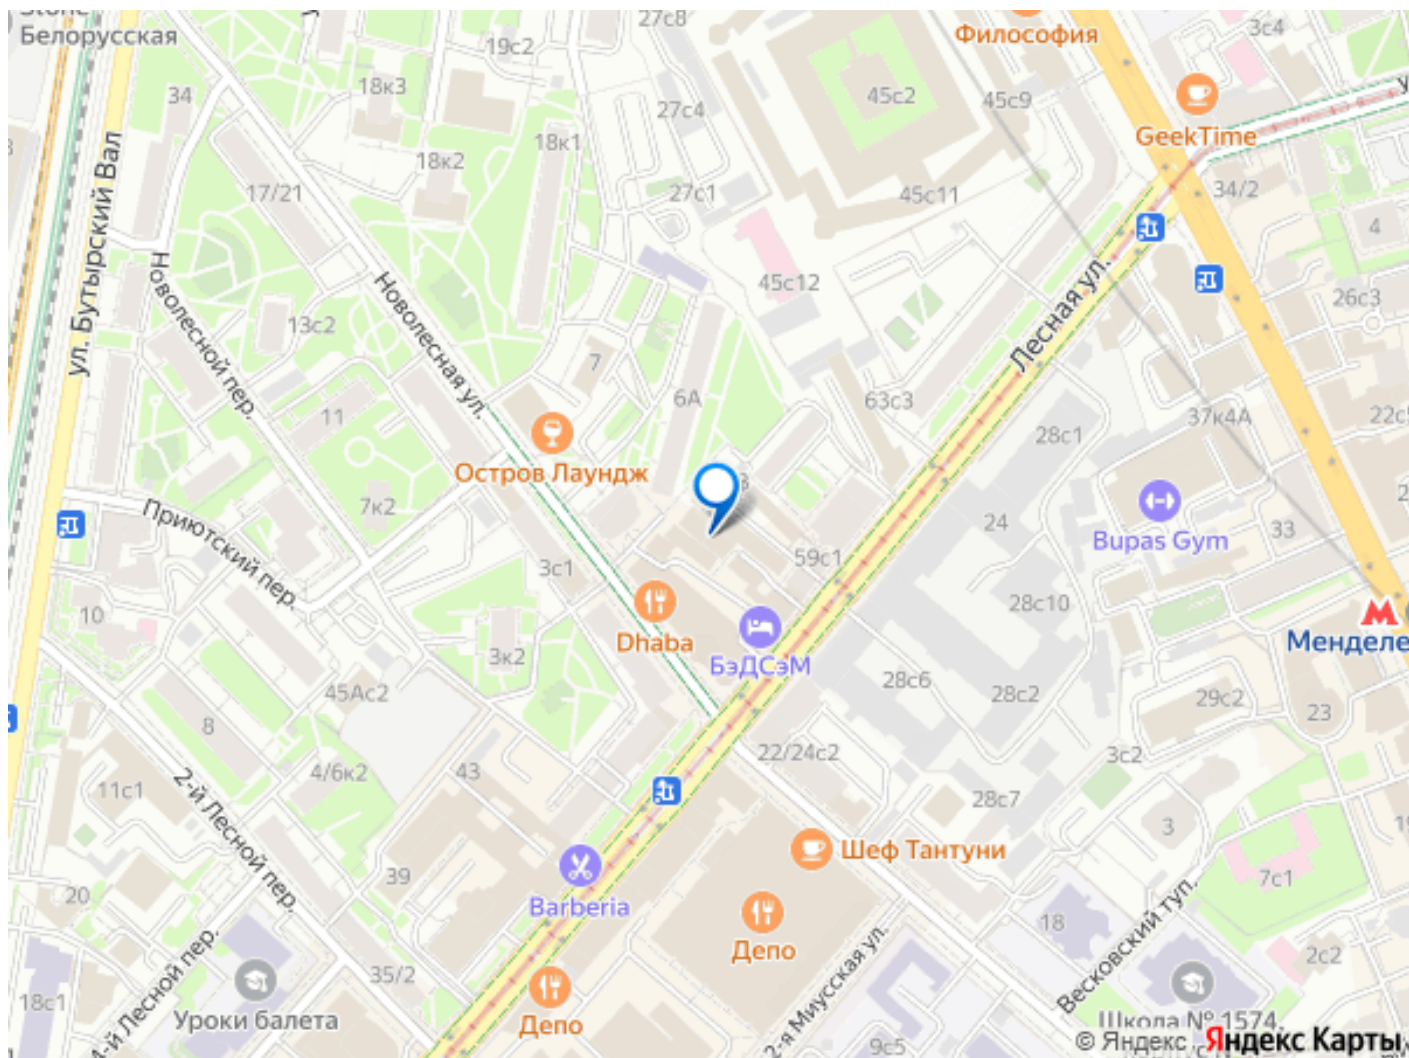 Белорусская
27с8
Философия
3с4
19с2
18к3
34
45с2
45с9
27с4
GeekTime
ул. Бутырский Вал
18к1
18к2
17/21
27с1
45с11
34/2
4
Новолесной пер.
Новолесная ул.
45с12
Лесная ул.
26с3
13с2
7
6А
63с3
11
37к4А
28с1
Остров Лаундж
7к2
Приютский пер.
24
33
Bupas Gym
59с1
3с1
10
28с10
Dhaba
БэДСэМ
Менделе
3к2
45Ас2
28с6
28с2
29с2
23
8
22/24с2
3с2
4/6к2
43
11с1
2-й Лесной пер.
28с7
3
Шеф Тантуни
39
7с1
20
Barberia
Депо
18
Весковский туп.
2с2
35/2
18с1
Уроки балета
Депо
2-я Миусская ул.
4-й Лесной пер.
9с5
Школа № 1574,
© Яндекс Яндекс Карты